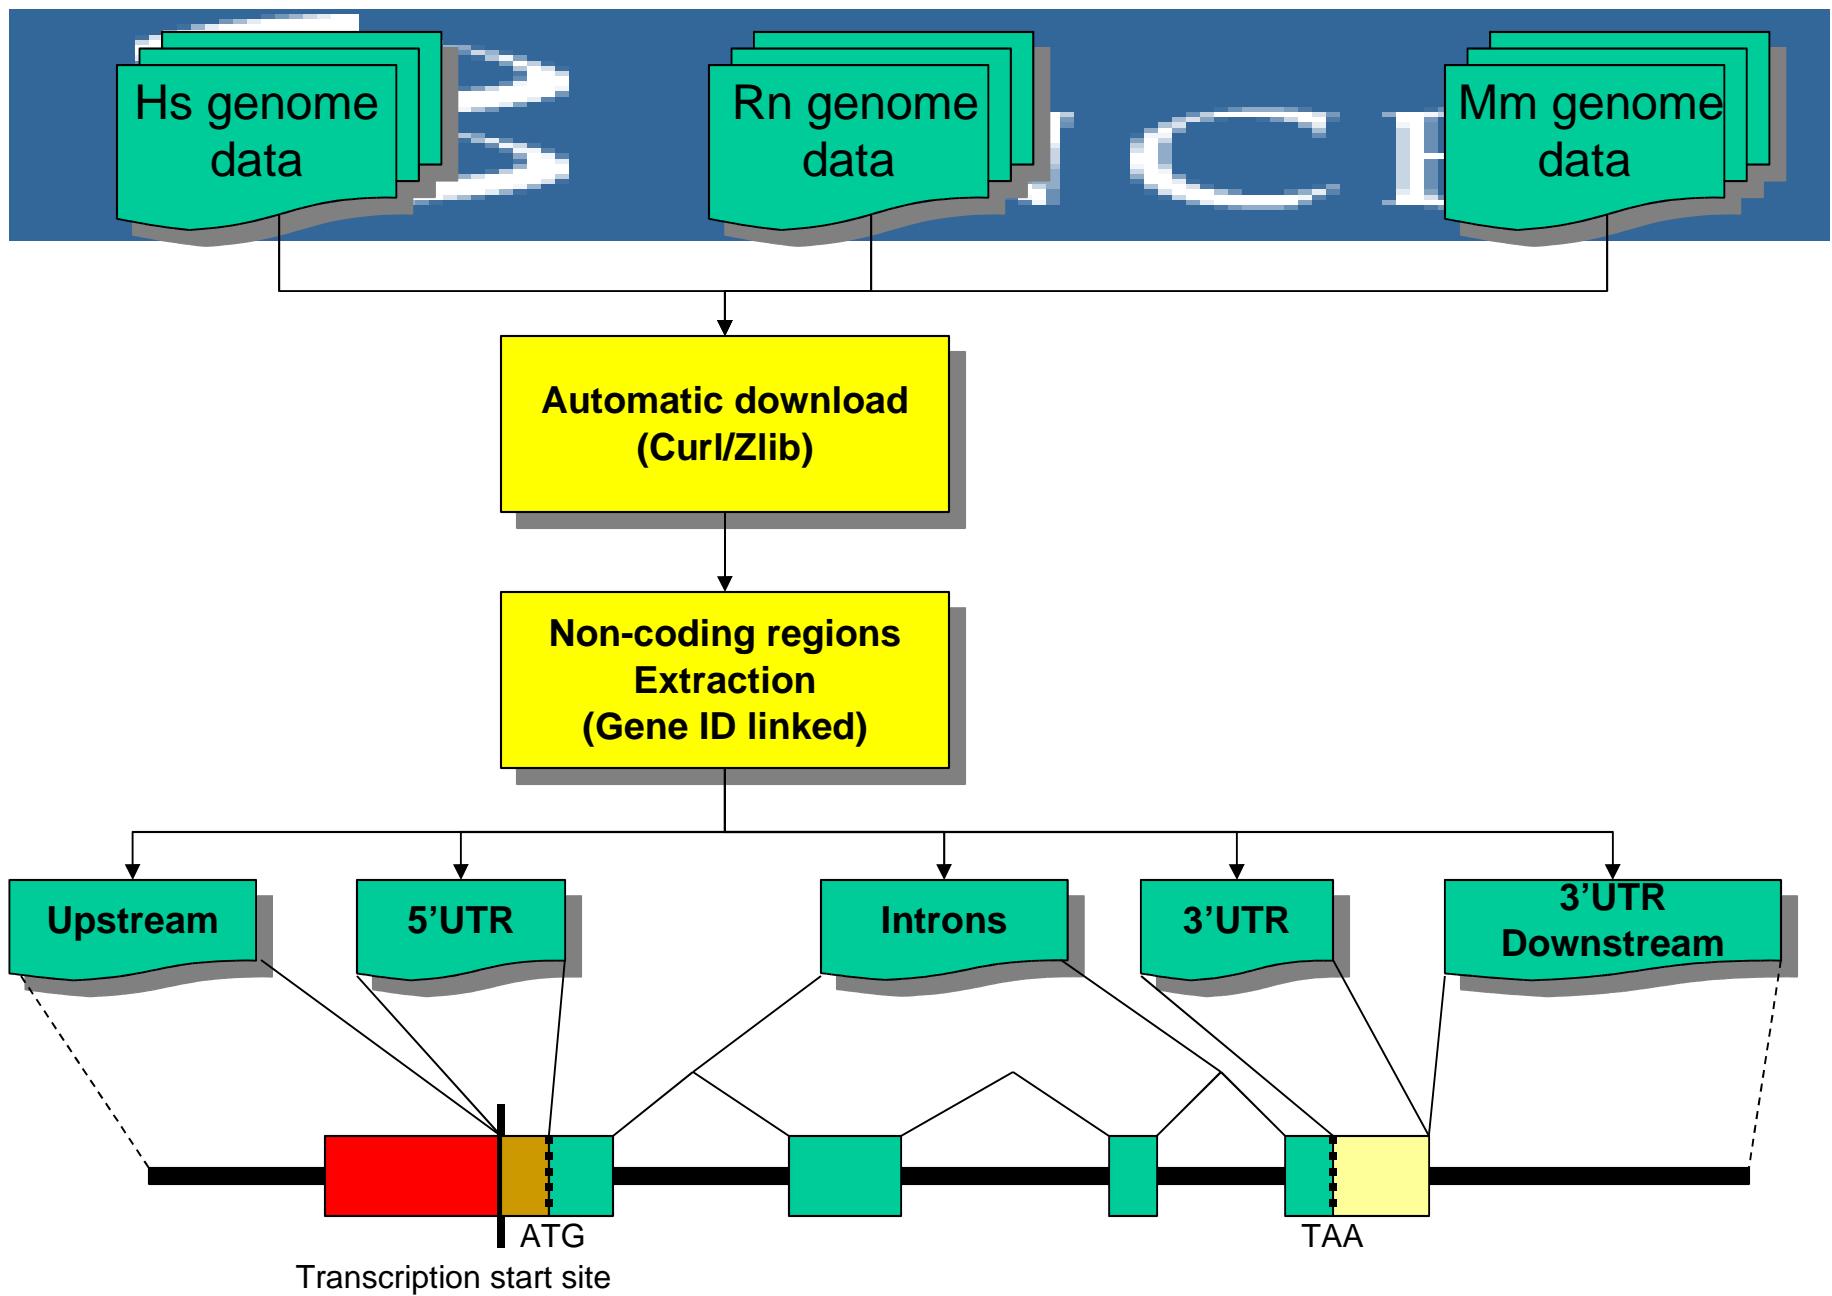 Hs genome
data
Rn genome
data
Mm genome
data
Automatic download
(Curl/Zlib)
Non-coding regions
Extraction
(Gene ID linked)
Upstream
5’UTR
Introns
3’UTR
3’UTR
Downstream
ATG
TAA
Transcription start site